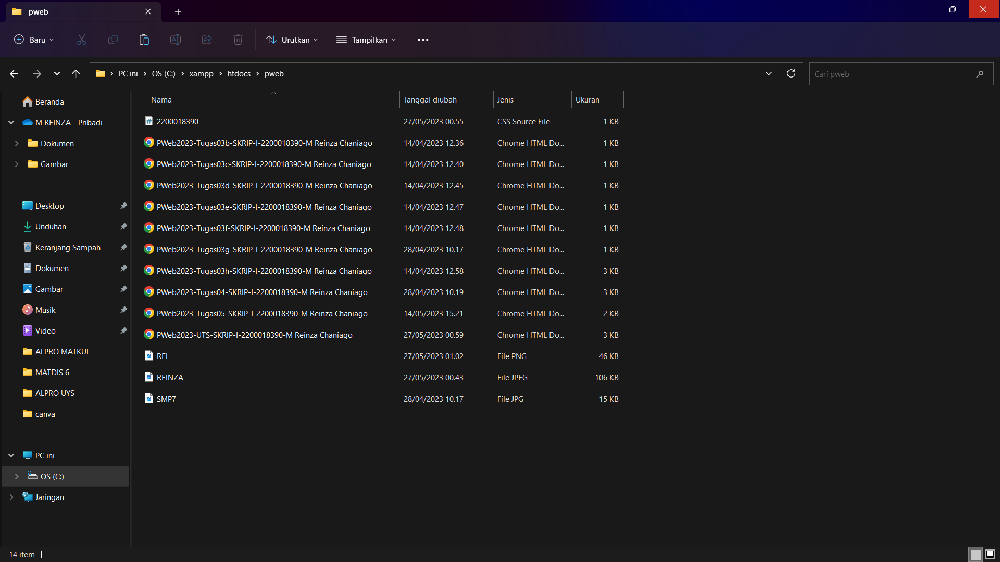 pweb
Baru
Urutkan
Tampilkan
PC ini > OS (C:) > xampp > htdocs > pweb
Cari pweb
Beranda
M REINZA - Pribadi
Dokumen
Gambar
Desktop
Unduhan
Keranjang Sampah
Dokumen
Gambar
Musik
Video
ALPRO MATKUL
MATDIS 6
ALPRO UYS
canva
PC ini
OS (C:)
Jaringan
Nama Tanggal diubah Jenis Ukuran
2200018390 27/05/2023 00.55 CSS Source File 1 KB
PWeb2023-Tugas03b-SKRIP-I-2200018390-M Reinza Chaniago 14/04/2023 12.36 Chrome HTML Do... 1 KB
PWeb2023-Tugas03c-SKRIP-I-2200018390-M Reinza Chaniago 14/04/2023 12.40 Chrome HTML Do... 1 KB
PWeb2023-Tugas03d-SKRIP-I-2200018390-M Reinza Chaniago 14/04/2023 12.45 Chrome HTML Do... 1 KB
PWeb2023-Tugas03e-SKRIP-I-2200018390-M Reinza Chaniago 14/04/2023 12.47 Chrome HTML Do... 1 KB
PWeb2023-Tugas03f-SKRIP-I-2200018390-M Reinza Chaniago 14/04/2023 12.48 Chrome HTML Do... 1 KB
PWeb2023-Tugas03g-SKRIP-I-2200018390-M Reinza Chaniago 28/04/2023 10.17 Chrome HTML Do... 1 KB
PWeb2023-Tugas03h-SKRIP-I-2200018390-M Reinza Chaniago 14/04/2023 12.58 Chrome HTML Do... 3 KB
PWeb2023-Tugas04-SKRIP-I-2200018390-M Reinza Chaniago 28/04/2023 10.19 Chrome HTML Do... 3 KB
PWeb2023-Tugas05-SKRIP-I-2200018390-M Reinza Chaniago 14/05/2023 15.21 Chrome HTML Do... 2 KB
PWeb2023-UTS-SKRIP-I-2200018390-M Reinza Chaniago 27/05/2023 00.59 Chrome HTML Do... 3 KB
REI 27/05/2023 01.02 File PNG 46 KB
REINZA 27/05/2023 00.43 File JPEG 106 KB
SMP7 28/04/2023 10.17 File JPG 15 KB
14 item